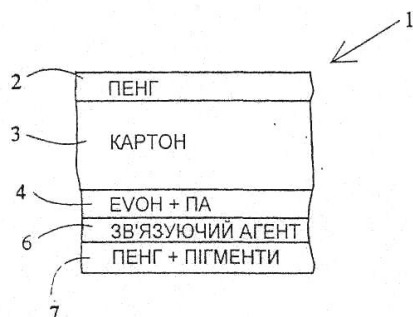 1
2 ПЕНГ
3 КАРТОН
4 EVOH + ПА
6 ЗВ'ЯЗУЮЧИЙ АГЕНТ
7 ПЕНГ + ПІГМЕНТИ